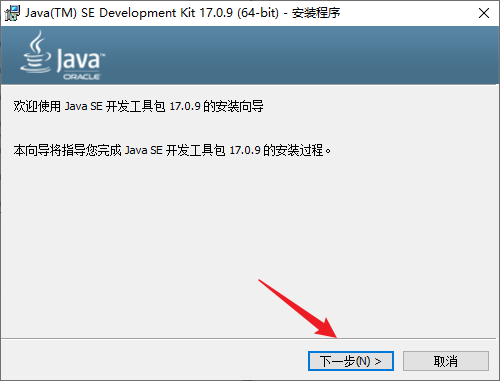 Java(TM) SE Development Kit 17.0.9 (64-bit) - 安装程序
Java
ORACLE
欢迎使用 Java SE 开发工具包 17.0.9 的安装向导
本向导将指导您完成 Java SE 开发工具包 17.0.9 的安装过程。
下一步(N) >
取消